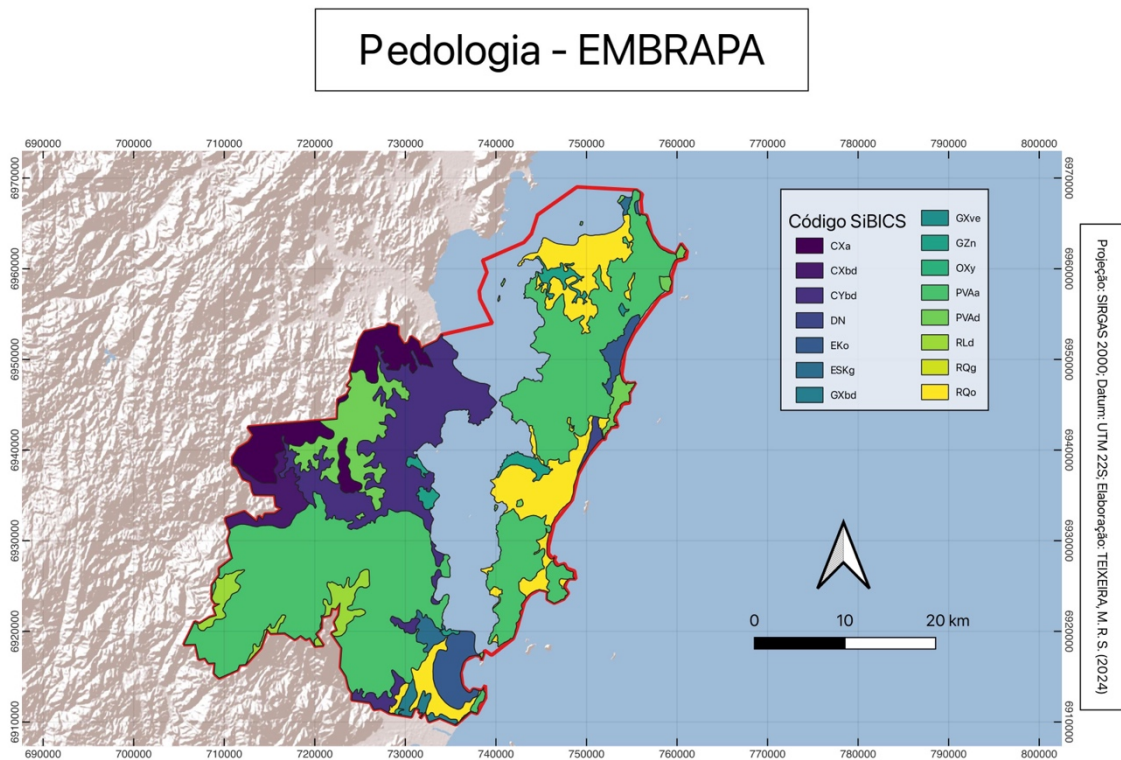 Pedologia - EMBRAPA
690000 700000 710000 720000 730000 740000 750000 760000 770000 780000 790000 800000
6970000 6970000
6960000 6960000
6950000 6950000
6940000 6940000
6930000 6930000
6920000 6920000
6910000 6910000
Código SiBICS
CXa
CXbd
CYbd
DN
EKo
ESKg
GXbd
GXve
GZn
OXy
PVAa
PVAd
RLd
RQg
RQo
0 10 20 km
690000 700000 710000 720000 730000 740000 750000 760000 770000 780000 790000 800000
Projeção: SIRGAS 2000; Datum: UTM 22S; Elaboração: TEIXEIRA, M. R. S. (2024)